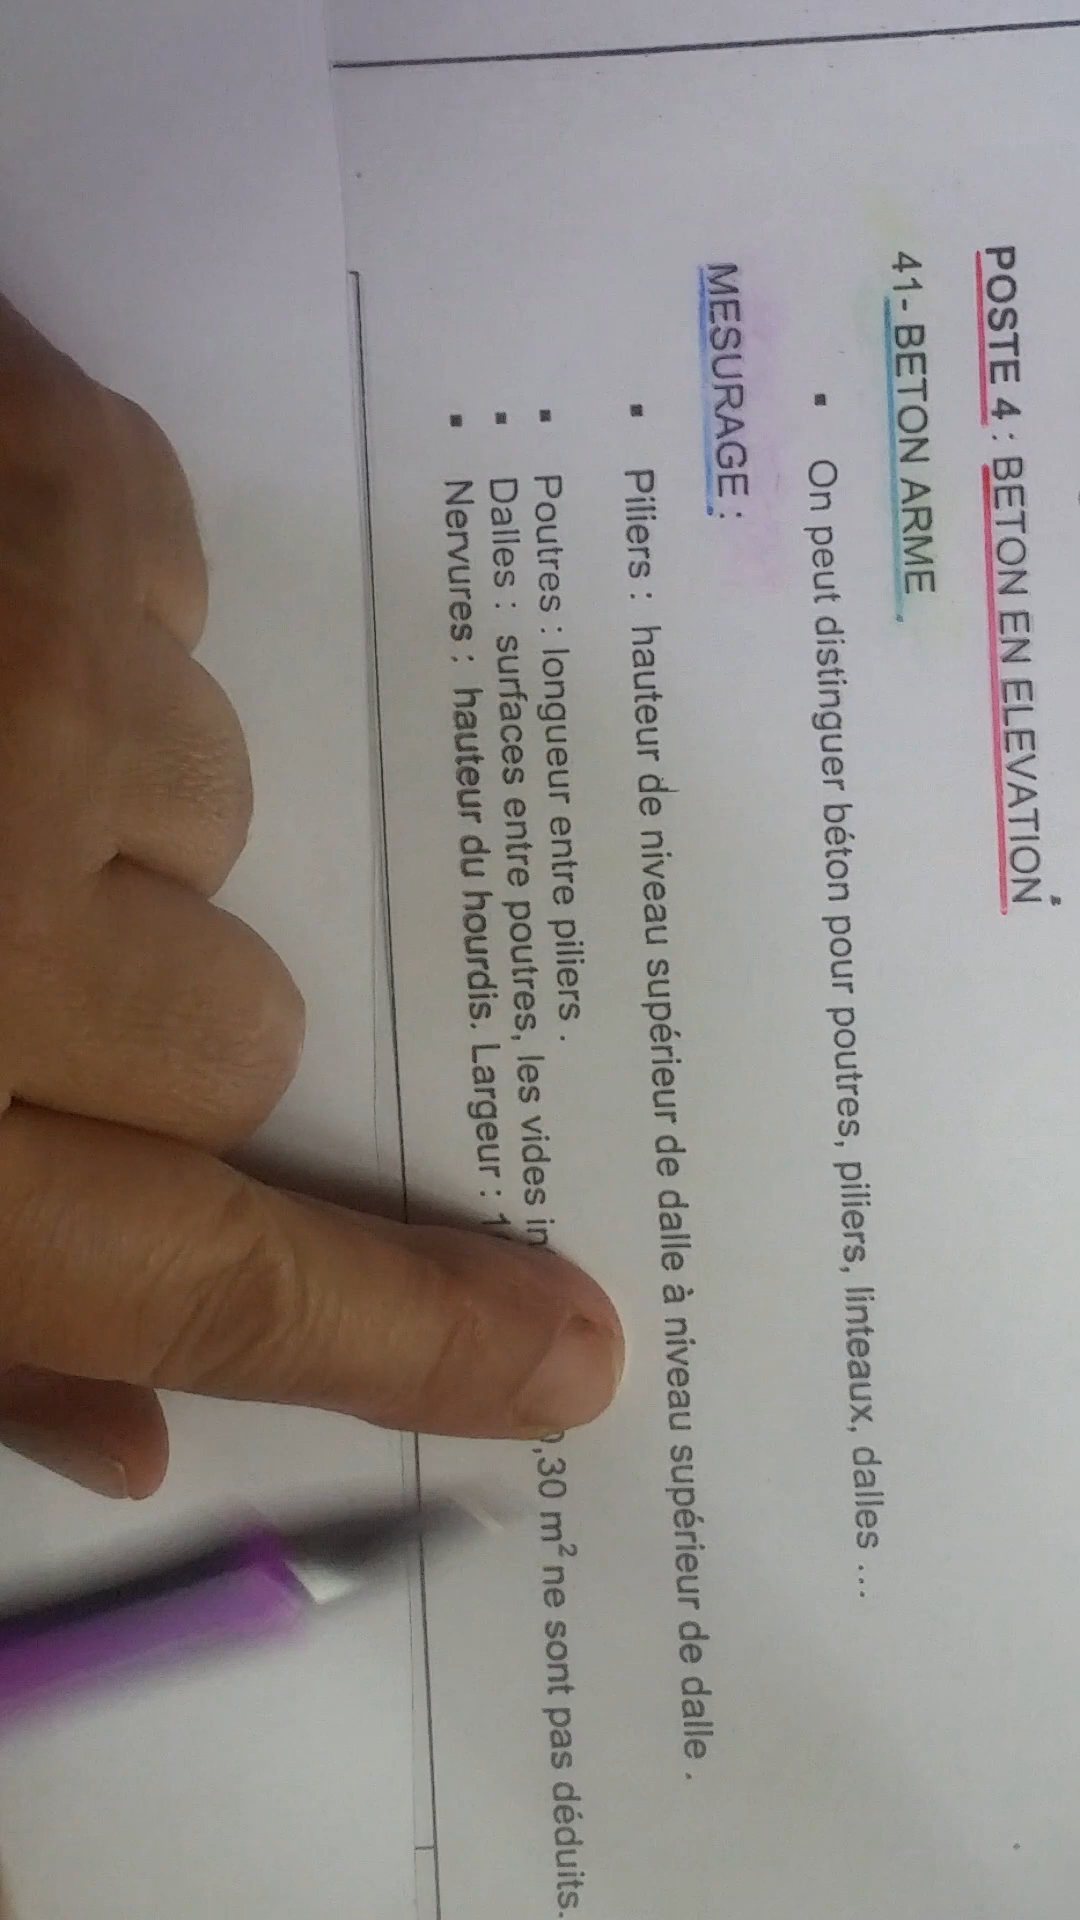 POSTE 4 : BETON EN ELEVATION
41- BETON ARME
▪ On peut distinguer béton pour poutres, piliers, linteaux, dalles ...
MESURAGE :
▪ Piliers : hauteur de niveau supérieur de dalle à niveau supérieur de dalle .
▪ Poutres : longueur entre piliers .
▪ Dalles : surfaces entre poutres, les vides ,30 m² ne sont pas déduits.
▪ Nervures : hauteur du hourdis. Largeur : 1